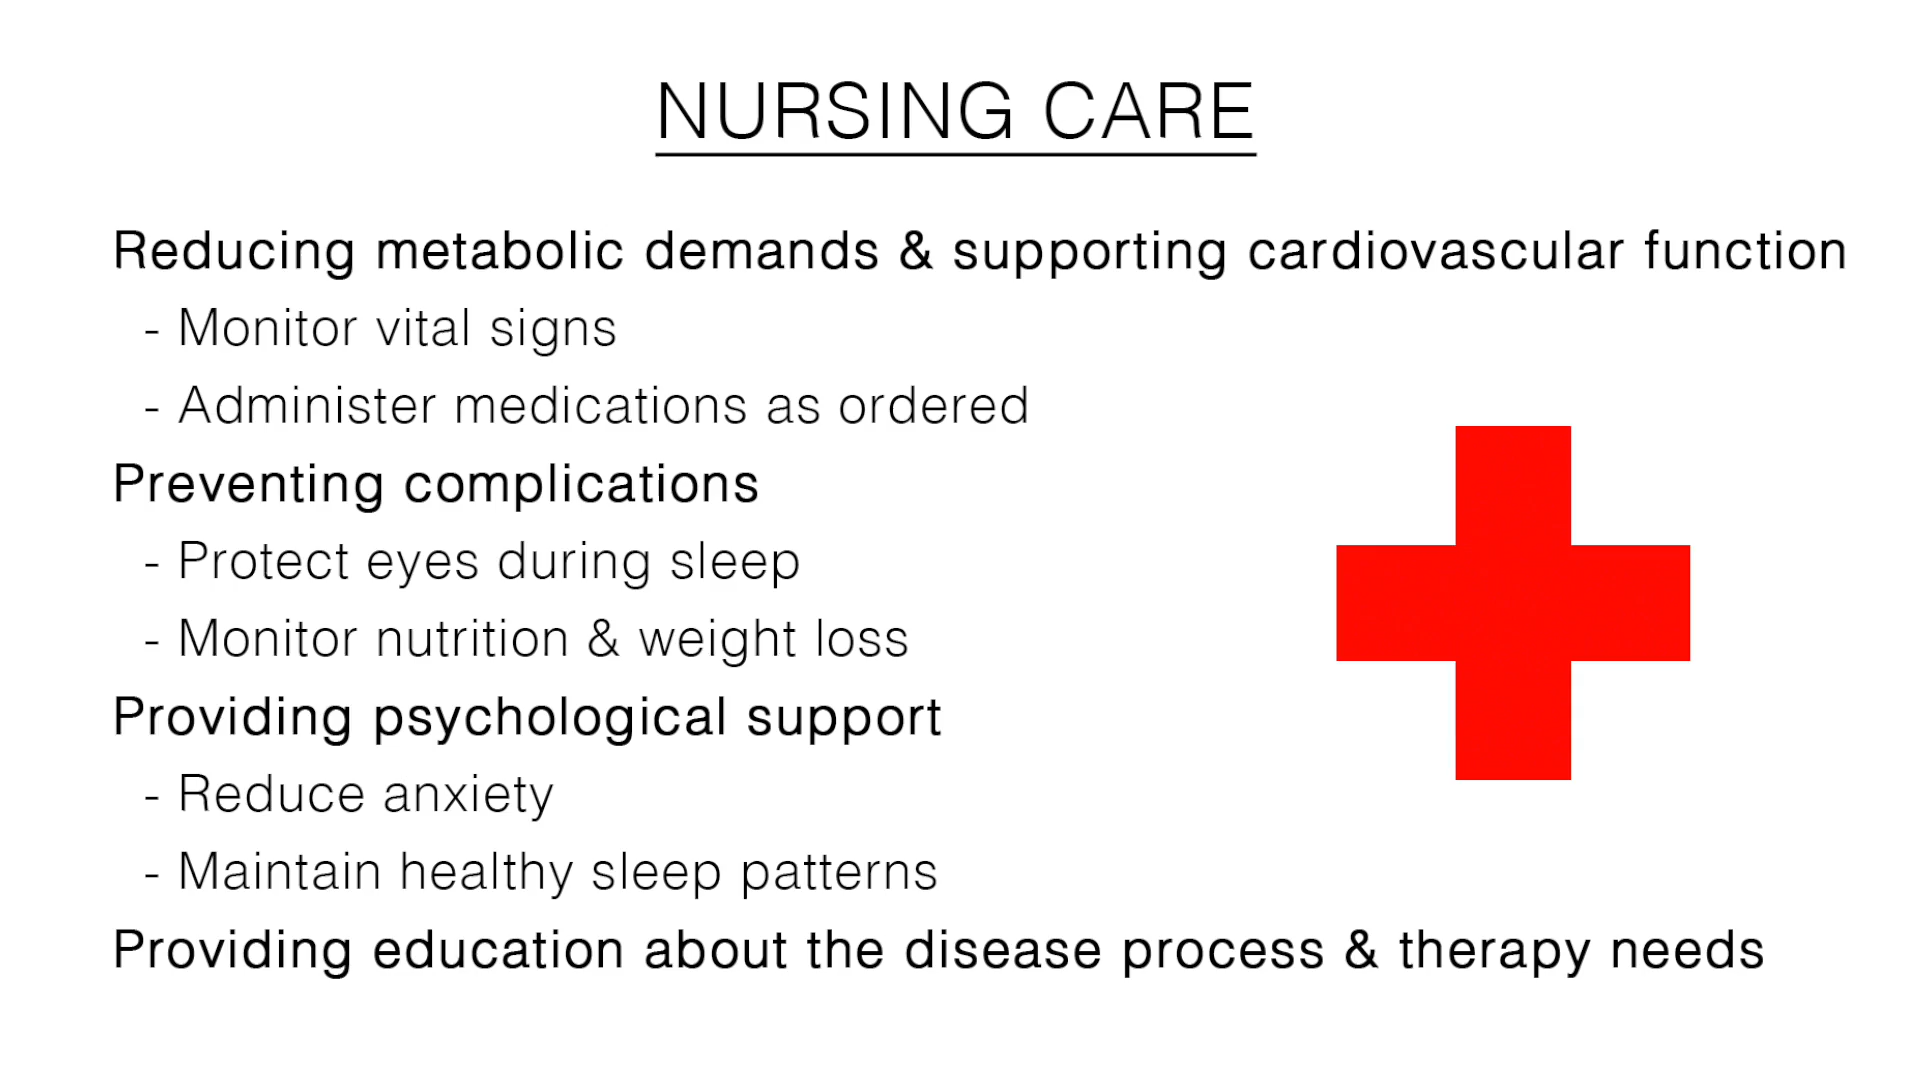 NURSING CARE
Reducing metabolic demands & supporting cardiovascular function
- Monitor vital signs
- Administer medications as ordered
Preventing complications
- Protect eyes during sleep
- Monitor nutrition & weight loss
Providing psychological support
- Reduce anxiety
- Maintain healthy sleep patterns
Providing education about the disease process & therapy needs